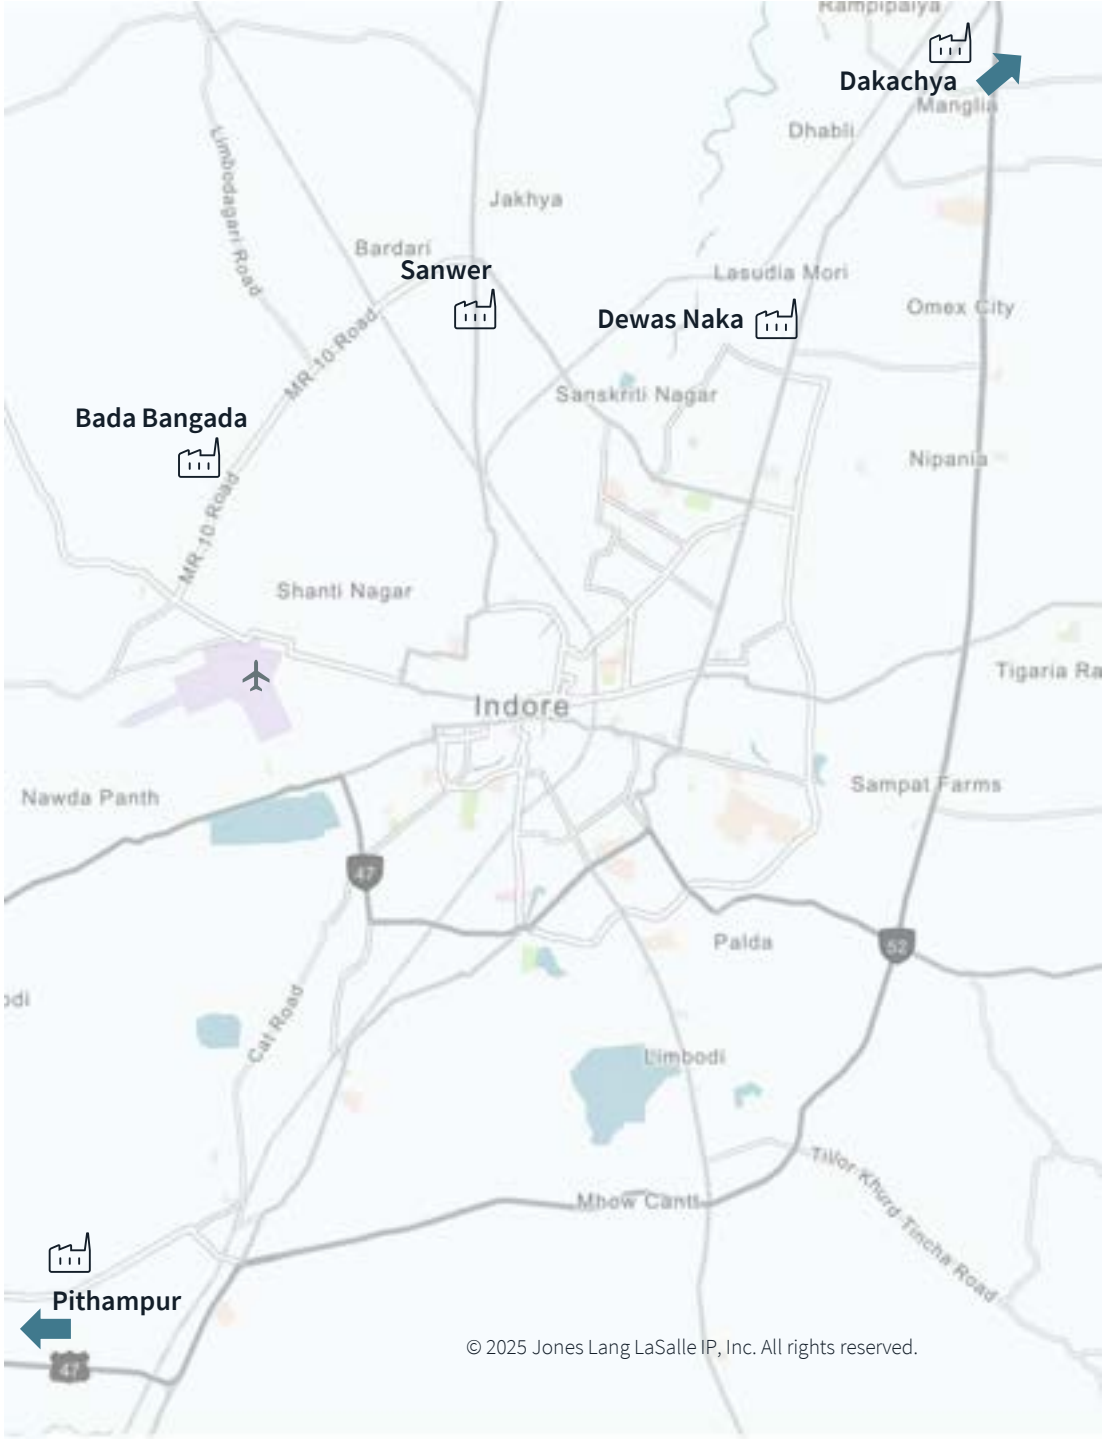 Rampipalya
Dakachya
Manglia
Dhabli
Limbodagari Road
Jakhya
Bardari
Sanwer
Lasudia Mori
Omex City
Dewas Naka
MR-10 Road
Sanskriti Nagar
Bada Bangada
Nipania
MR-10 Road
Shanti Nagar
Tigaria Ra
Indore
Sampat Farms
Nawda Panth
47
Palda
52
odi
Cat Road
Limbodi
Tillor Khurd-Tincha Road
Mhow Cantt
Pithampur
© 2025 Jones Lang LaSalle IP, Inc. All rights reserved.
47